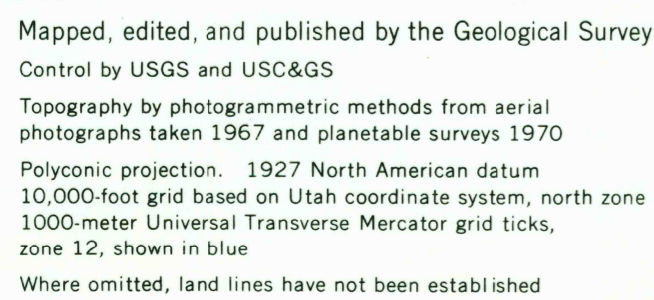 Mapped, edited, and published by the Geological Survey
Control by USGS and USC&GS
Topography by photogrammetric methods from aerial
photographs taken 1967 and planetable surveys 1970
Polyconic projection. 1927 North American datum
10,000-foot grid based on Utah coordinate system, north zone
1000-meter Universal Transverse Mercator grid ticks,
zone 12, shown in blue
Where omitted, land lines have not been established